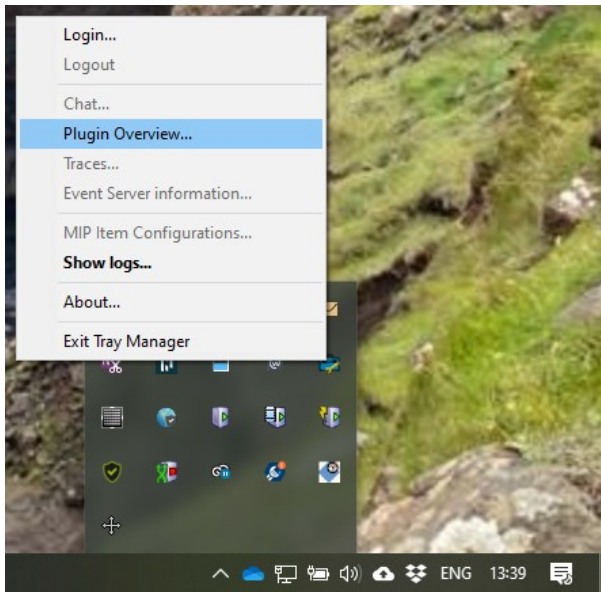 Login...
Logout
Chat...
Plugin Overview...
Traces...
Event Server information...
MIP Item Configurations...
Show logs...
About...
Exit Tray Manager
ENG 13:39